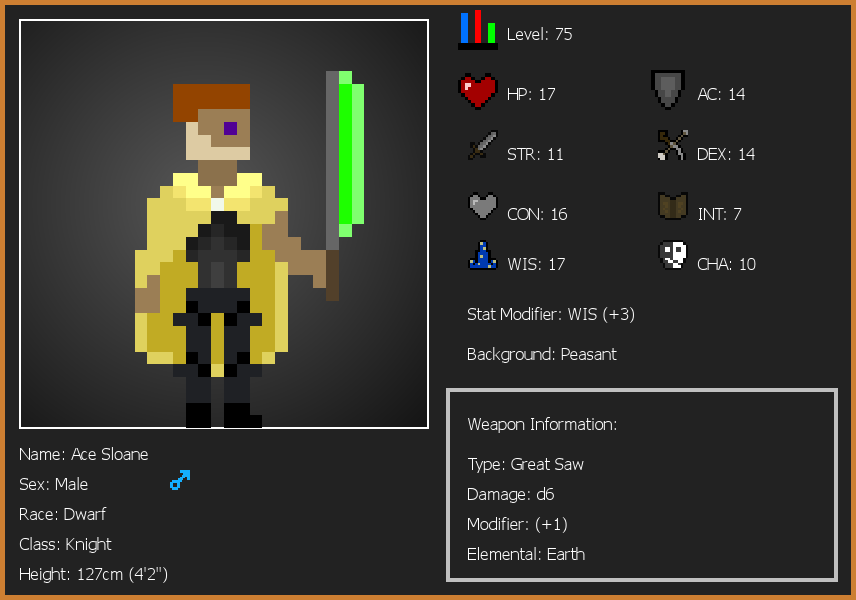 Level: 75
HP: 17
AC: 14
STR: 11
DEX: 14
CON: 16
INT: 7
WIS: 17
CHA: 10
Stat Modifier: WIS (+3)
Background: Peasant
Weapon Information:
Type: Great Saw
Damage: d6
Modifier: (+1)
Elemental: Earth
Name: Ace Sloane
Sex: Male
Race: Dwarf
Class: Knight
Height: 127cm (4'2")